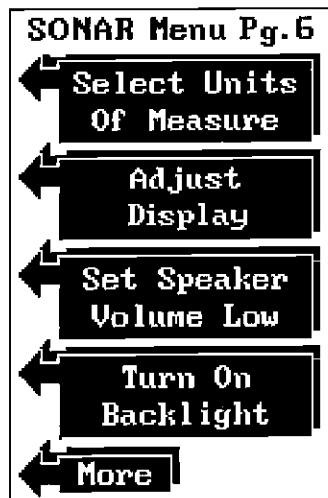 SONAR Menu Pg.6
Select Units
Of Measure
Adjust
Display
Set Speaker
Volume Low
Turn On
Backlight
More